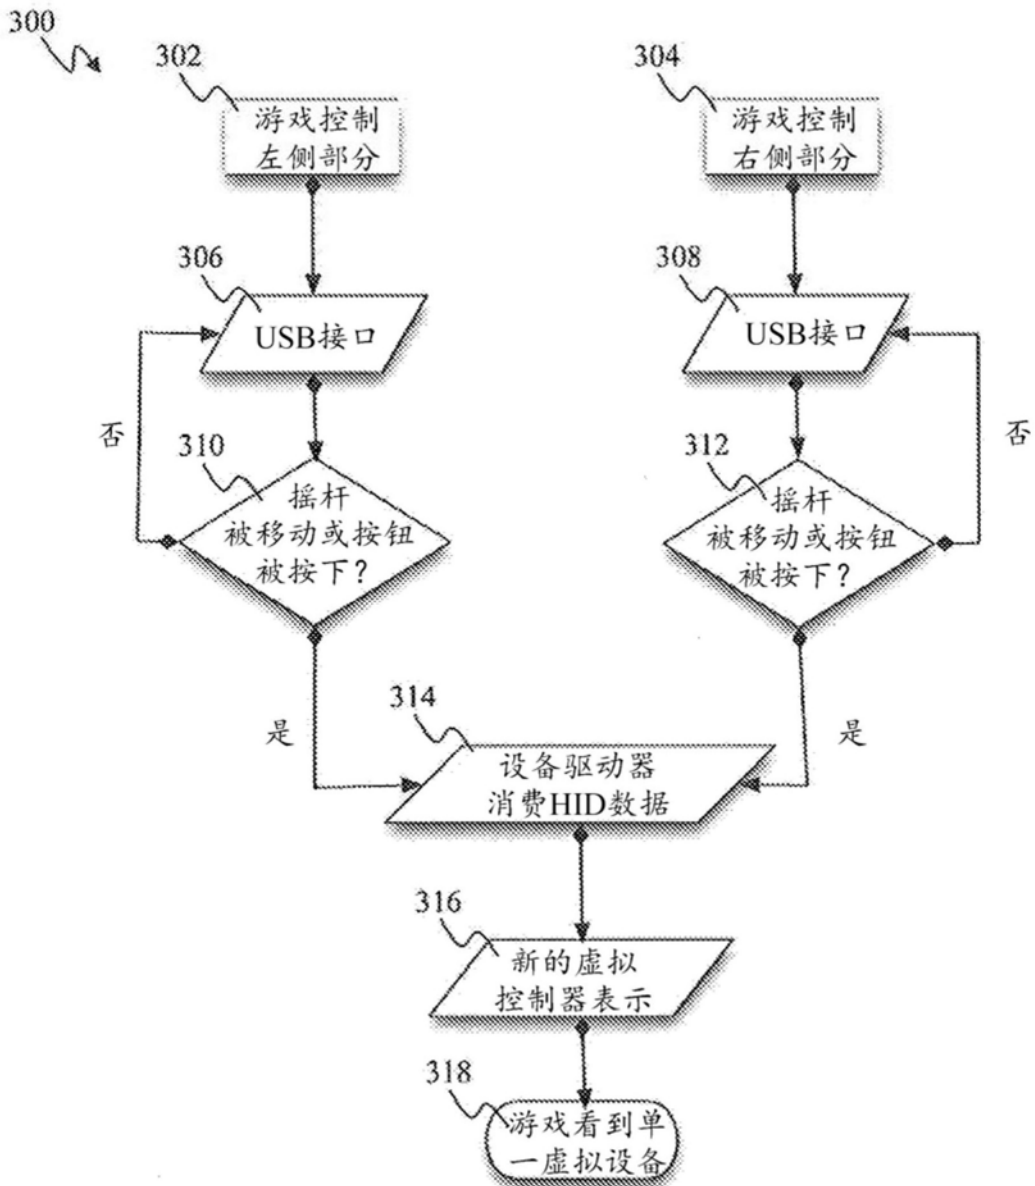 300
302
304
游戏控制
左侧部分
游戏控制
右侧部分
306
308
USB接口
USB接口
否
否
310
312
摇杆
被移动或按钮
被按下?
摇杆
被移动或按钮
被按下?
是
是
314
设备驱动器
消费HID数据
316
新的虚拟
控制器表示
318
游戏看到单
一虚拟设备